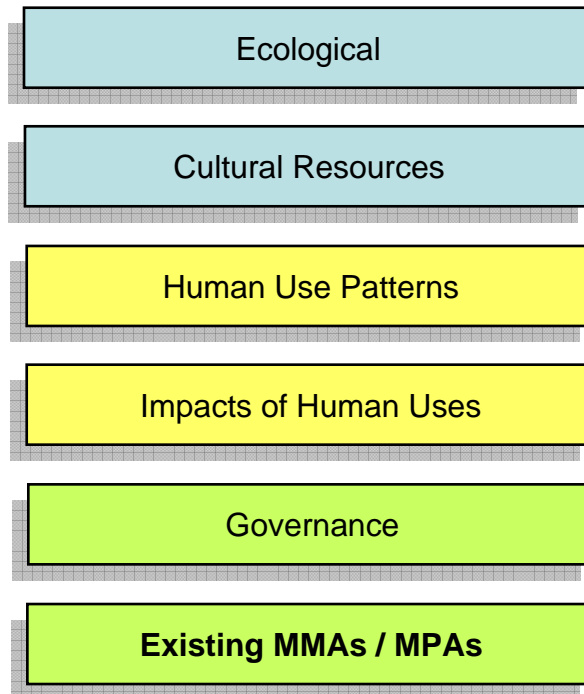 Ecological
Cultural Resources
Human Use Patterns
Impacts of Human Uses
Governance
Existing MMAs / MPAs